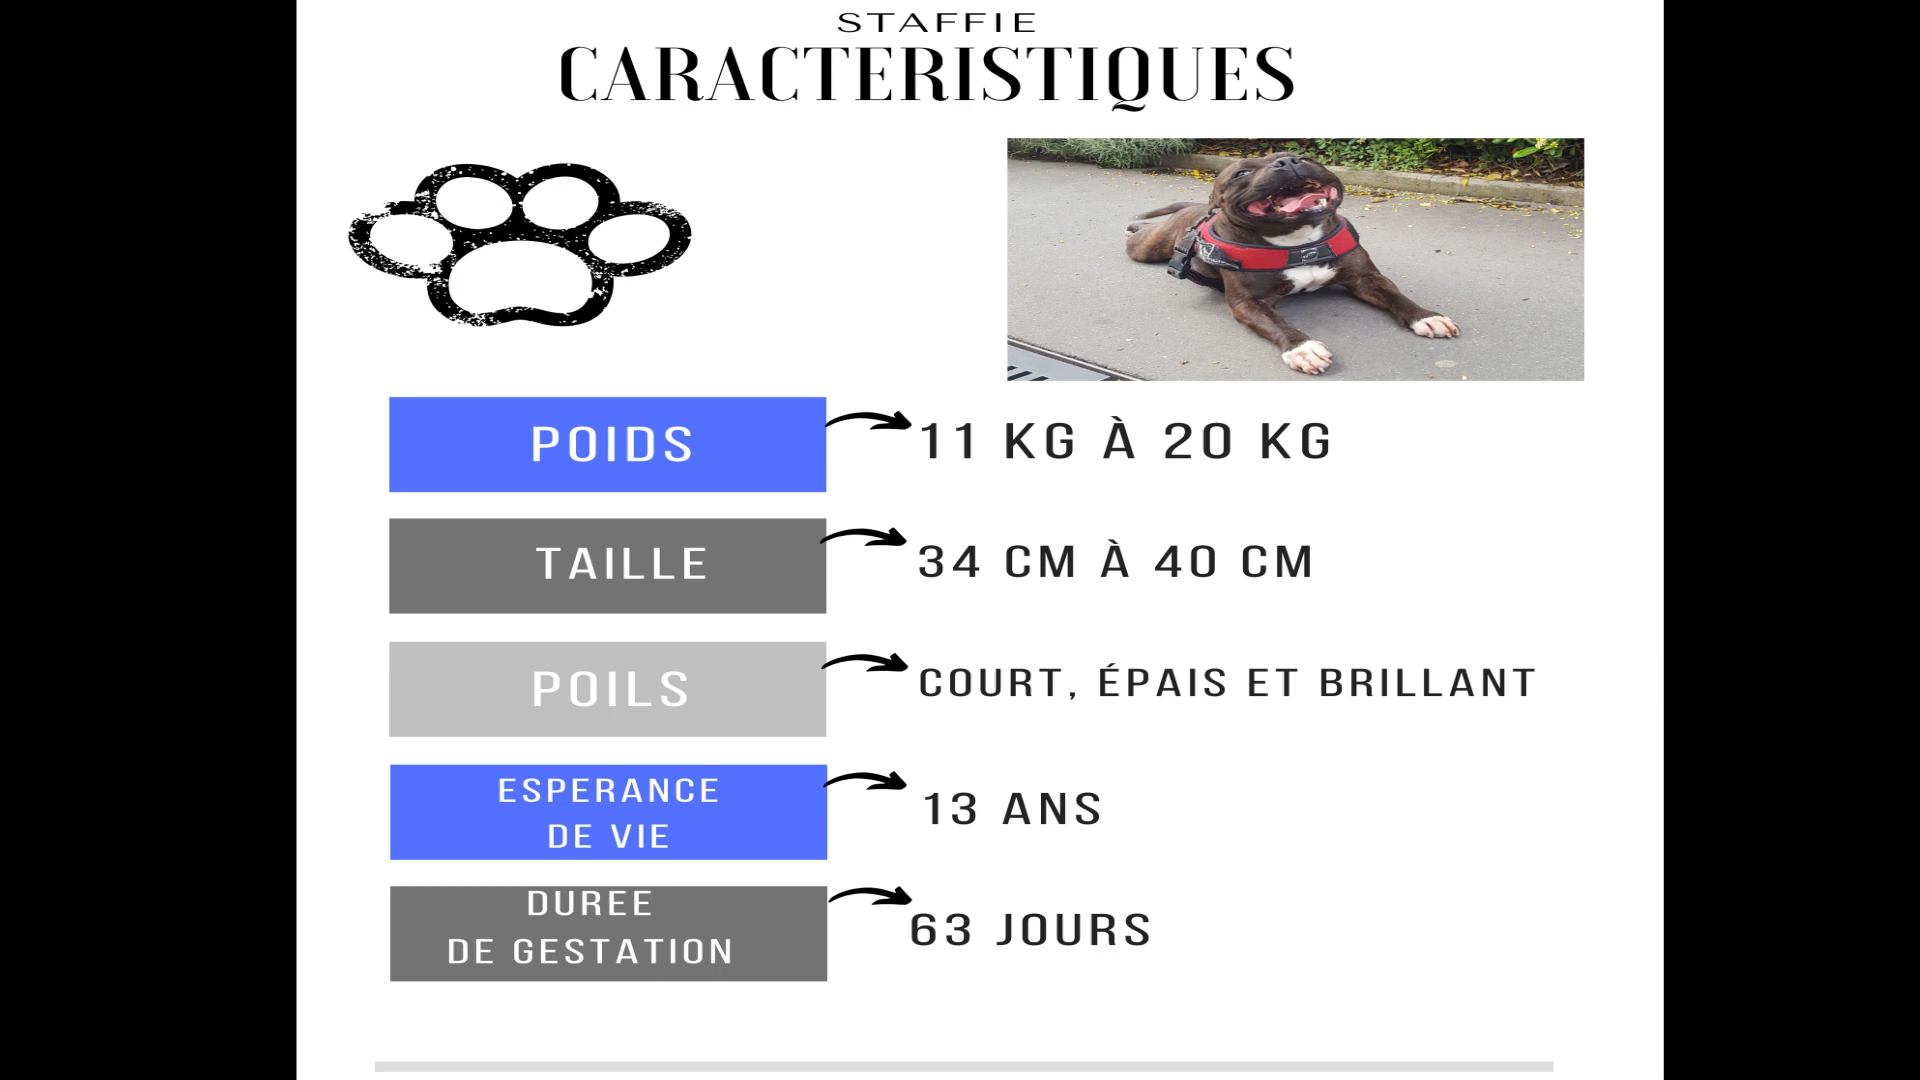 STAFFIE
CARACTERISTIQUES
POIDS
11 KG À 20 KG
TAILLE
34 CM À 40 CM
POILS
COURT, ÉPAIS ET BRILLANT
ESPERANCE
DE VIE
13 ANS
DUREE
DE GESTATION
63 JOURS